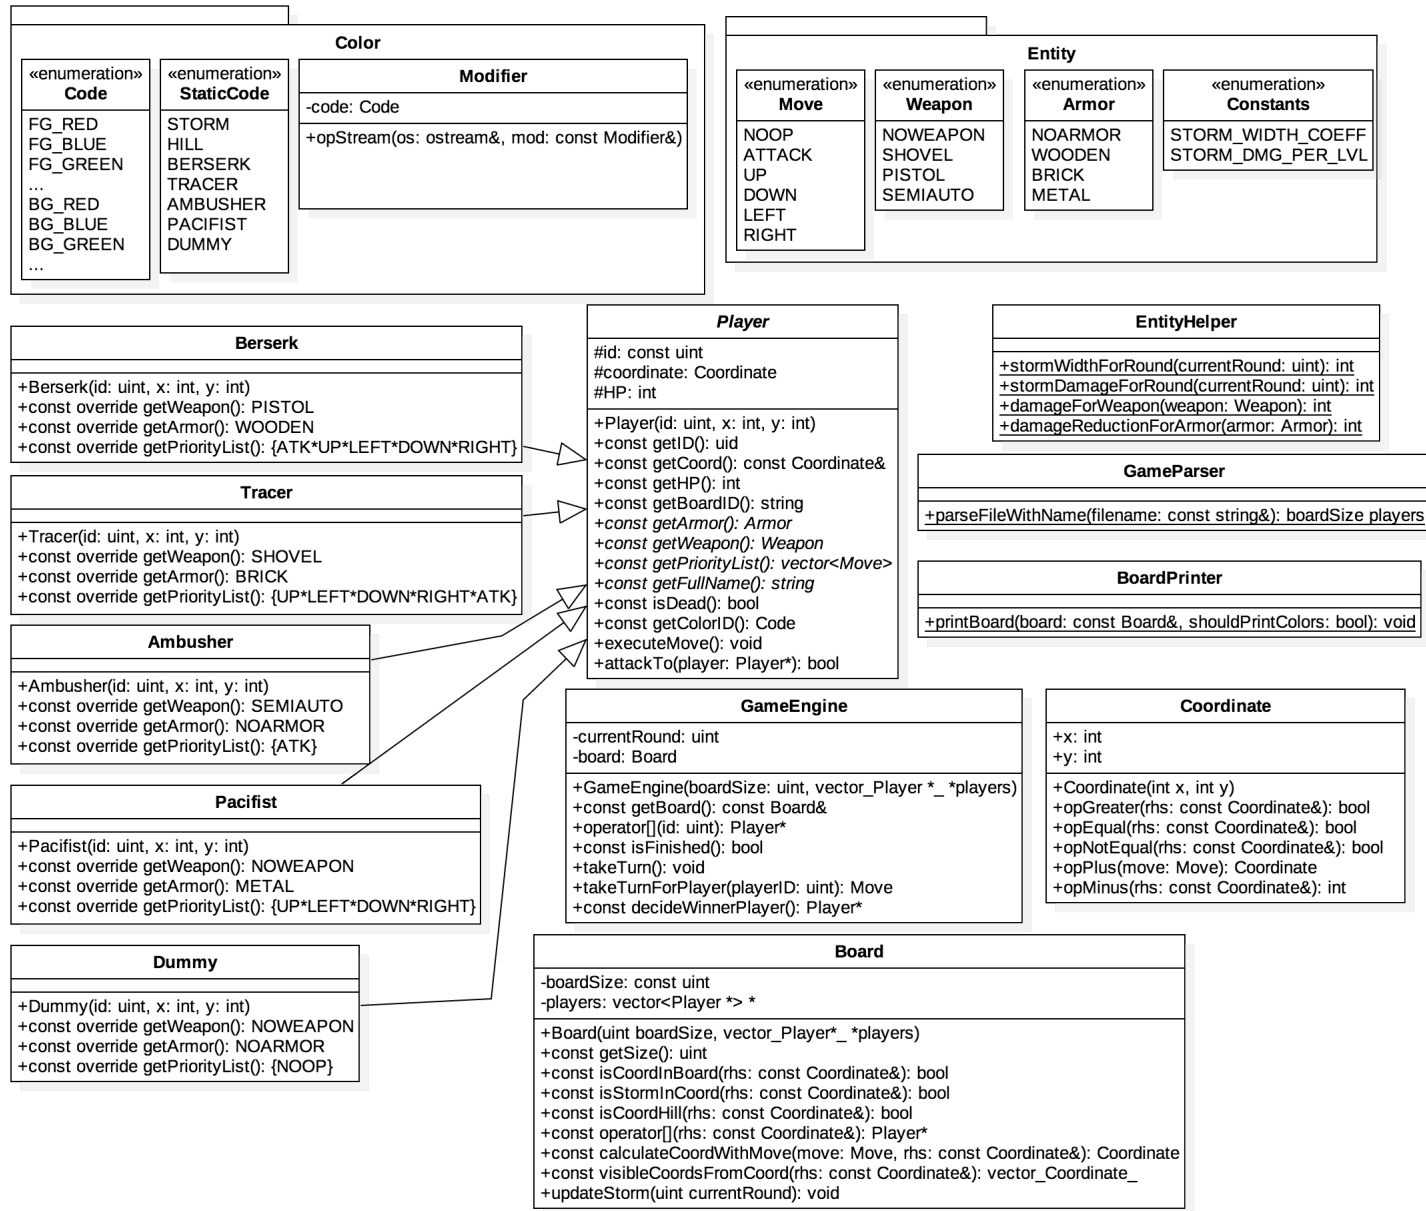 Color
«enumeration»
Code
FG_RED
FG_BLUE
FG_GREEN
...
BG_RED
BG_BLUE
BG_GREEN
...
«enumeration»
StaticCode
STORM
HILL
BERSERK
TRACER
AMBUSHER
PACIFIST
DUMMY
Modifier
-code: Code
+opStream(os: ostream&, mod: const Modifier&)
Entity
«enumeration»
Move
NOOP
ATTACK
UP
DOWN
LEFT
RIGHT
«enumeration»
Weapon
NOWEAPON
SHOVEL
PISTOL
SEMIAUTO
«enumeration»
Armor
NOARMOR
WOODEN
BRICK
METAL
«enumeration»
Constants
STORM_WIDTH_COEFF
STORM_DMG_PER_LVL
Berserk
+Berserk(id: uint, x: int, y: int)
+const override getWeapon(): PISTOL
+const override getArmor(): WOODEN
+const override getPriorityList(): {ATK*UP*LEFT*DOWN*RIGHT}
Tracer
+Tracer(id: uint, x: int, y: int)
+const override getWeapon(): SHOVEL
+const override getArmor(): BRICK
+const override getPriorityList(): {UP*LEFT*DOWN*RIGHT*ATK}
Ambusher
+Ambusher(id: uint, x: int, y: int)
+const override getWeapon(): SEMIAUTO
+const override getArmor(): NOARMOR
+const override getPriorityList(): {ATK}
Pacifist
+Pacifist(id: uint, x: int, y: int)
+const override getWeapon(): NOWEAPON
+const override getArmor(): METAL
+const override getPriorityList(): {UP*LEFT*DOWN*RIGHT}
Dummy
+Dummy(id: uint, x: int, y: int)
+const override getWeapon(): NOWEAPON
+const override getArmor(): NOARMOR
+const override getPriorityList(): {NOOP}
Player
#id: const uint
#coordinate: Coordinate
#HP: int
+Player(id: uint, x: int, y: int)
+const getID(): uid
+const getCoord(): const Coordinate&
+const getHP(): int
+const getBoardID(): string
+const getArmor(): Armor
+const getWeapon(): Weapon
+const getPriorityList(): vector<Move>
+const getFullName(): string
+const isDead(): bool
+const getColorID(): Code
+executeMove(): void
+attackTo(player: Player*): bool
EntityHelper
+stormWidthForRound(currentRound: uint): int
+stormDamageForRound(currentRound: uint): int
+damageForWeapon(weapon: Weapon): int
+damageReductionForArmor(armor: Armor): int
GameParser
+parseFileWithName(filename: const string&): boardSize players
BoardPrinter
+printBoard(board: const Board&, shouldPrintColors: bool): void
GameEngine
-currentRound: uint
-board: Board
+GameEngine(boardSize: uint, vector_Player *_ *players)
+const getBoard(): const Board&
+operator[](id: uint): Player*
+const isFinished(): bool
+takeTurn(): void
+takeTurnForPlayer(playerID: uint): Move
+const decideWinnerPlayer(): Player*
Coordinate
+x: int
+y: int
+Coordinate(int x, int y)
+opGreater(rhs: const Coordinate&): bool
+opEqual(rhs: const Coordinate&): bool
+opNotEqual(rhs: const Coordinate&): bool
+opPlus(move: Move): Coordinate
+opMinus(rhs: const Coordinate&): int
Board
-boardSize: const uint
-players: vector<Player *> *
+Board(uint boardSize, vector_Player*_ *players)
+const getSize(): uint
+const isCoordInBoard(rhs: const Coordinate&): bool
+const isStormInCoord(rhs: const Coordinate&): bool
+const isCoordHill(rhs: const Coordinate&): bool
+const operator[](rhs: const Coordinate&): Player*
+const calculateCoordWithMove(move: Move, rhs: const Coordinate&): Coordinate
+const visibleCoordsFromCoord(rhs: const Coordinate&): vector_Coordinate_
+updateStorm(uint currentRound): void